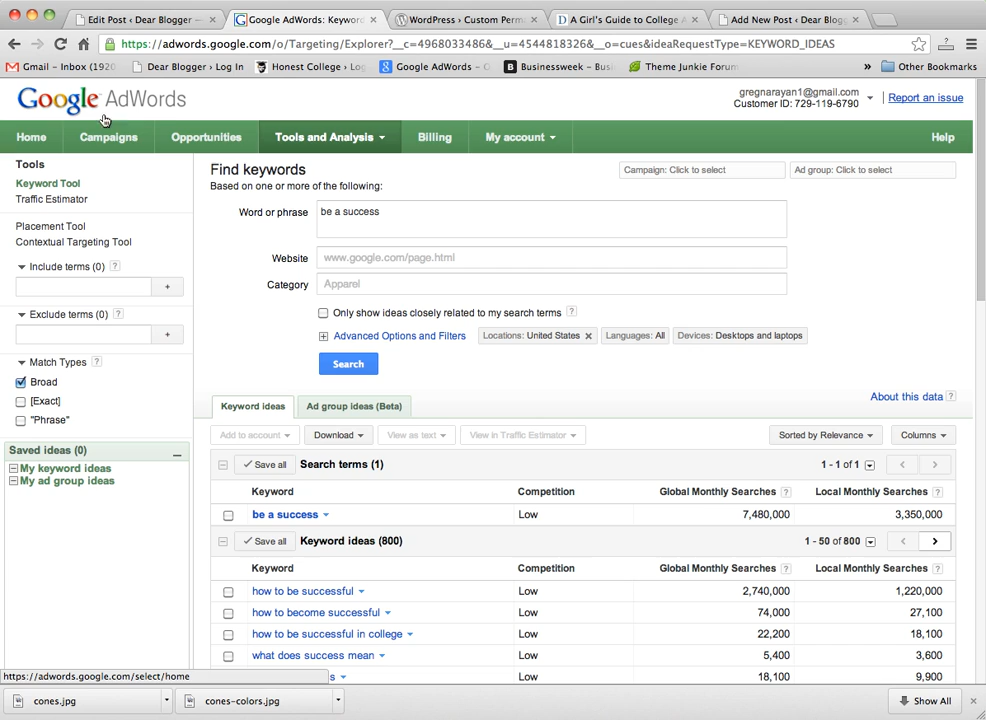 Edit Post ‹ Dear Blogger —
Google AdWords: Keyword
WordPress › Custom Perm
A Girl's Guide to College A
Add New Post ‹ Dear Blog
https://adwords.google.com/o/Targeting/Explorer?__c=4968033486&__u=4544818326&__o=cues&ideaRequestType=KEYWORD_IDEAS
Gmail - Inbox (1920
Dear Blogger › Log In
Honest College › Log
Google AdWords -
Businessweek - Busi
Theme Junkie Forum
»
Other Bookmarks
Google AdWords
gregnarayan1@gmail.com
Customer ID: 729-119-6790
Report an issue
Home
Campaigns
Opportunities
Tools and Analysis
Billing
My account
Help
Tools
Keyword Tool
Traffic Estimator
Placement Tool
Contextual Targeting Tool
Include terms (0) ?
+
Exclude terms (0) ?
+
Match Types ?
Broad
[Exact]
"Phrase"
Saved ideas (0)
My keyword ideas
My ad group ideas
Find keywords
Based on one or more of the following:
Campaign: Click to select
Ad group: Click to select
Word or phrase
be a success
Website
www.google.com/page.html
Category
Apparel
Only show ideas closely related to my search terms ?
Advanced Options and Filters
Locations: United States
Languages: All
Devices: Desktops and laptops
Search
About this data ?
Keyword ideas
Ad group ideas (Beta)
Add to account
Download
View as text
View in Traffic Estimator
Sorted by Relevance
Columns
Save all
Search terms (1)
1 - 1 of 1
Keyword
Competition
Global Monthly Searches ?
Local Monthly Searches ?
be a success
Low
7,480,000
3,350,000
Save all
Keyword ideas (800)
1 - 50 of 800
Keyword
Competition
Global Monthly Searches ?
Local Monthly Searches ?
how to be successful
Low
2,740,000
1,220,000
how to become successful
Low
74,000
27,100
how to be successful in college
Low
22,200
18,100
what does success mean
Low
5,400
3,600
s
Low
18,100
9,900
https://adwords.google.com/select/home
cones.jpg
cones-colors.jpg
Show All